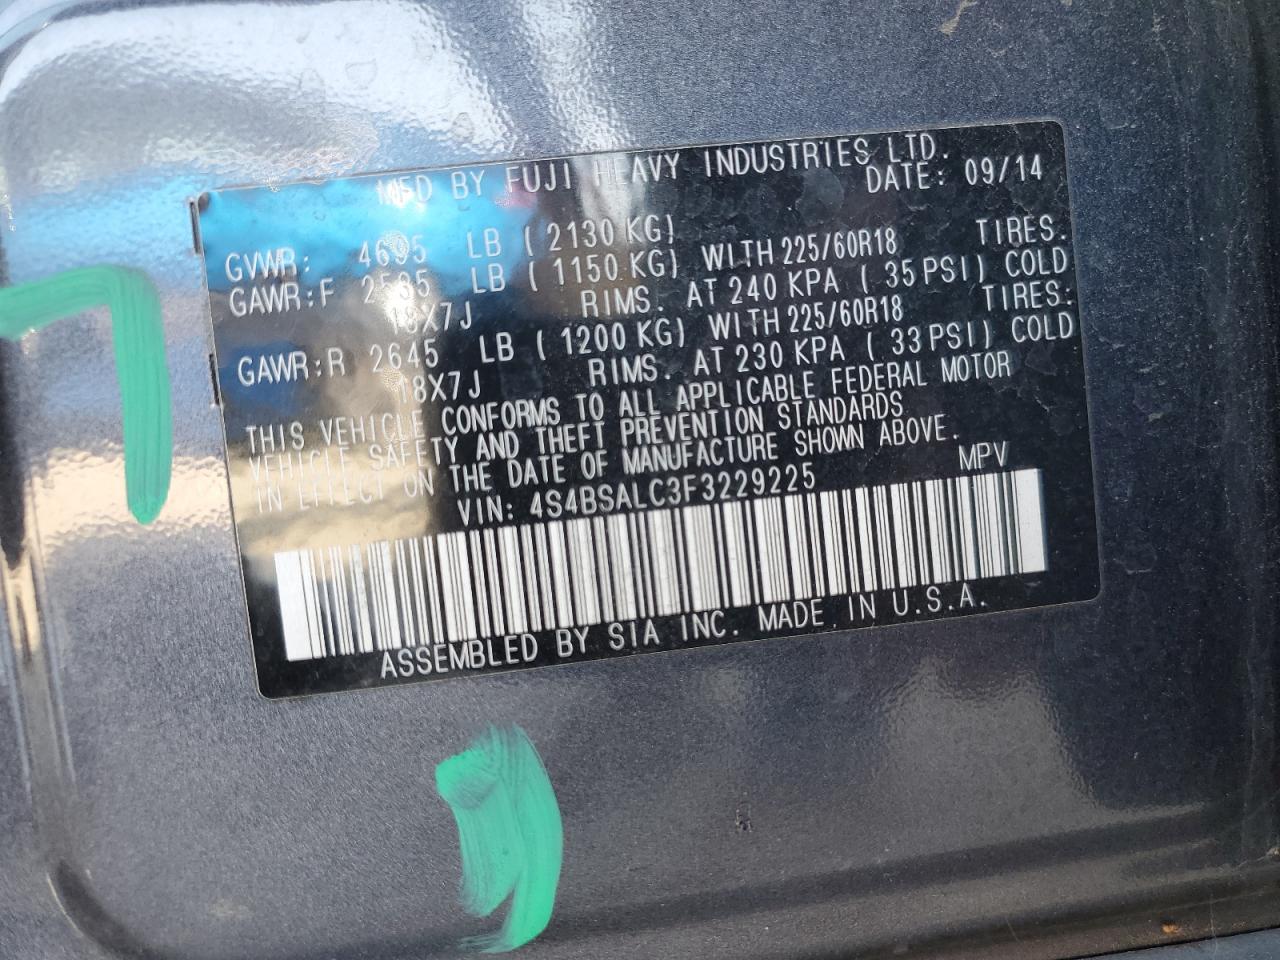 MFD BY FUJI HEAVY INDUSTRIES LTD.
DATE: 09/14
GVWR: 4695 LB ( 2130 KG)
GAWR:F 2535 LB ( 1150 KG) WITH 225/60R18 TIRES.
18X7J RIMS. AT 240 KPA ( 35 PSI) COLD
GAWR:R 2645 LB ( 1200 KG) WITH 225/60R18 TIRES:
18X7J RIMS. AT 230 KPA ( 33 PSI) COLD
THIS VEHICLE CONFORMS TO ALL APPLICABLE FEDERAL MOTOR
VEHICLE SAFETY AND THEFT PREVENTION STANDARDS
IN EFFECT ON THE DATE OF MANUFACTURE SHOWN ABOVE.
VIN: 4S4BSALC3F3229225 MPV
ASSEMBLED BY SIA INC. MADE IN U.S.A.